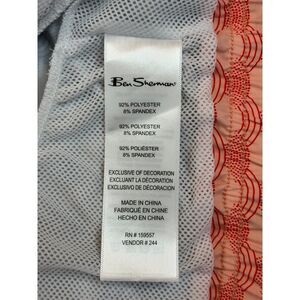 Ben Sherman
92% POLYESTER
8% SPANDEX
92% POLYESTER
8% SPANDEX
92% POLIÉSTER
8% SPANDEX
EXCLUSIVE OF DECORATION
EXCLUANT LA DÉCORATION
EXCLUSIVO DE DECORACION
MADE IN CHINA
FABRIQUÉ EN CHINE
HECHO EN CHINA
RN # 159557
VENDOR # 244